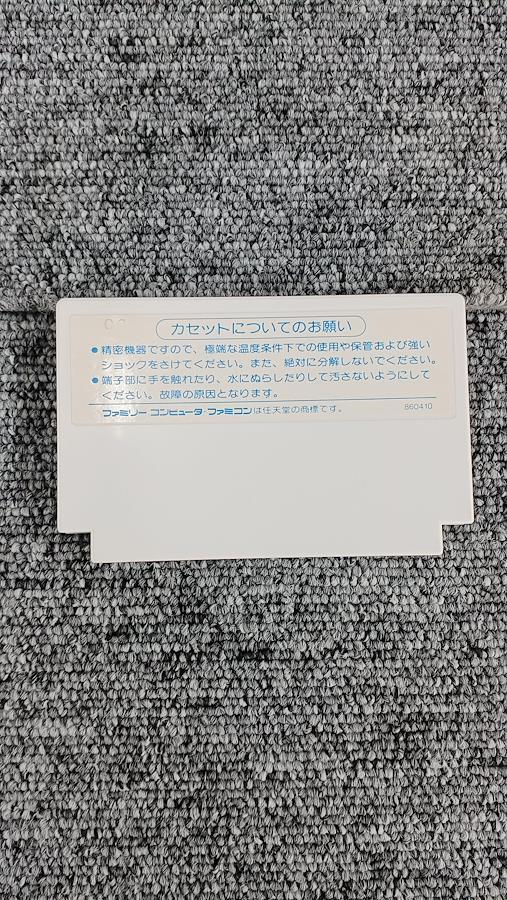 カセットについてのお願い
●精密機器ですので、極端な温度条件下での使用や保管および強い
ショックをさけてください。また、絶対に分解しないでください。
●端子部に手を触れたり、水にぬらしたりして汚さないようにして
ください。故障の原因となります。
ファミリー コンピュータ・ファミコンは任天堂の商標です。 860410